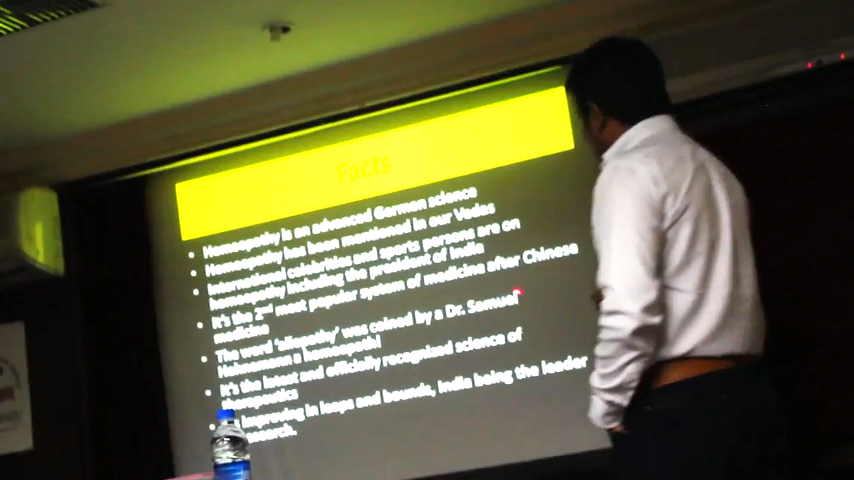 Facts
Homeopathy is an advanced German science
Homeopathy has been mentioned in our Vedas
International celebrities and sports persons are on
homeopathy including the president of India
It's the 2nd most popular system of medicine after Chinese
medicine
The word 'allopathy' was coined by a Dr. Samuel
Hahnemann a homeopath!
It's the latest and officially recognised science of
therapeutics
improving in leaps and bounds, India being the leader